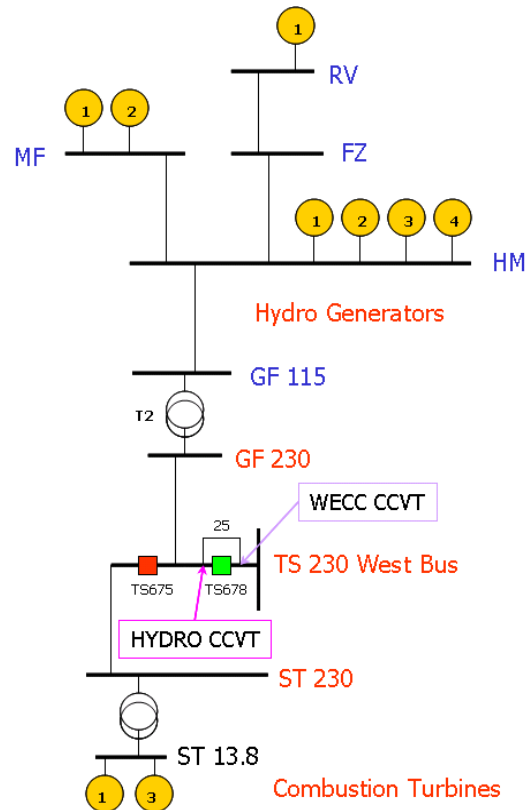 1
RV
1 2
MF
FZ
1 2 3 4
HM
Hydro Generators
GF 115
T2
GF 230
WECC CCVT
25
TS 230 West Bus
TS675 TS678
HYDRO CCVT
ST 230
ST 13.8
1 3
Combustion Turbines